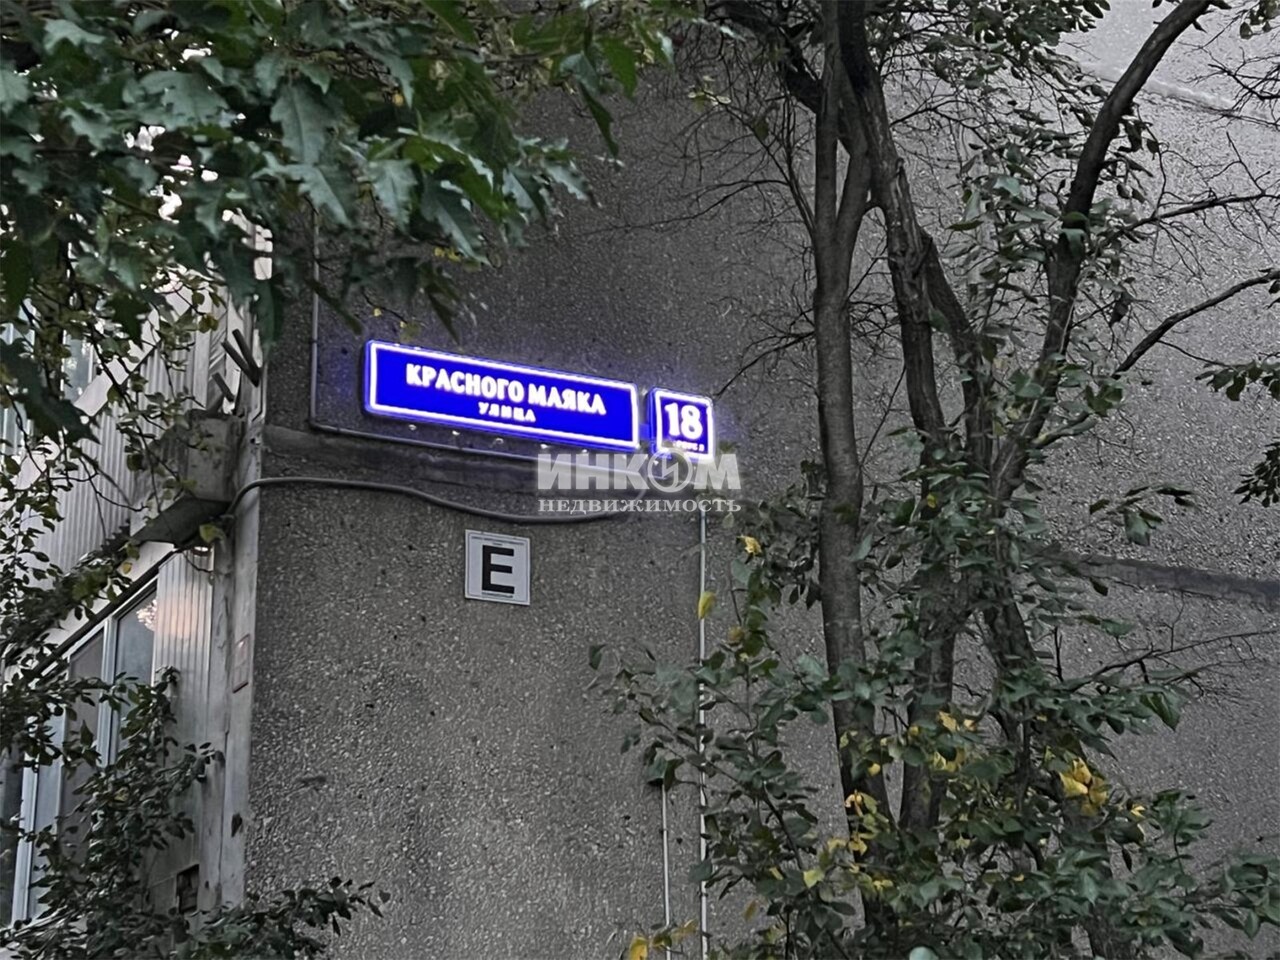 КРАСНОГО МАЯКА
УЛИЦА
18
ИНКОМ
НЕДВИЖИМОСТЬ
E